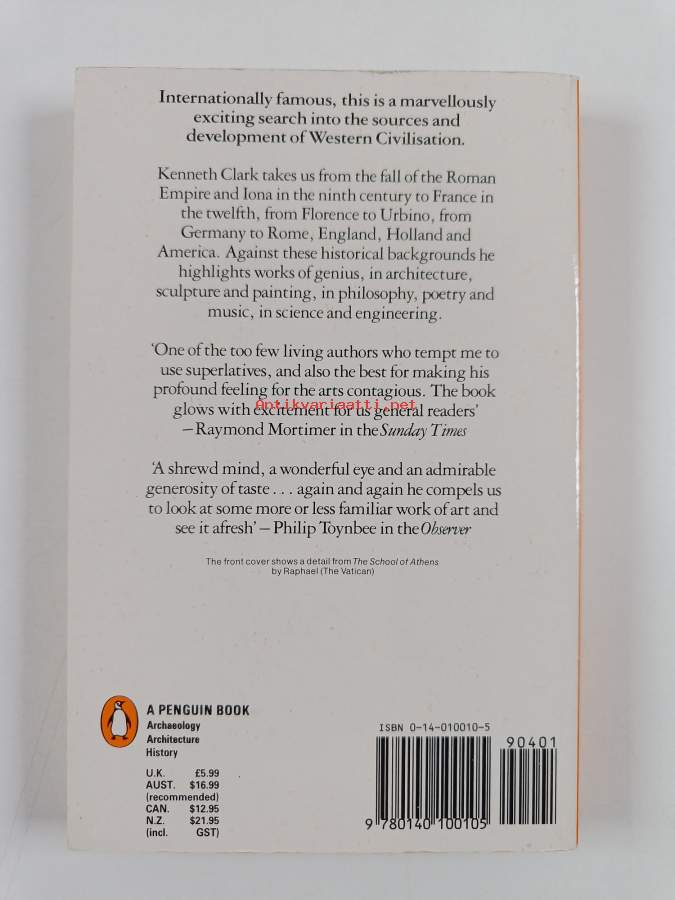 Internationally famous, this is a marvellously
exciting search into the sources and
development of Western Civilisation.
Kenneth Clark takes us from the fall of the Roman
Empire and Iona in the ninth century to France in
the twelfth, from Florence to Urbino, from
Germany to Rome, England, Holland and
America. Against these historical backgrounds he
highlights works of genius, in architecture,
sculpture and painting, in philosophy, poetry and
music, in science and engineering.
‘One of the too few living authors who tempt me to
use superlatives, and also the best for making his
profound feeling for the arts contagious. The book
Antikvariaatti.net
glows with excitement for us general readers’
– Raymond Mortimer in the Sunday Times
‘A shrewd mind, a wonderful eye and an admirable
generosity of taste . . . again and again he compels us
to look at some more or less familiar work of art and
see it afresh’ – Philip Toynbee in the Observer
The front cover shows a detail from The School of Athens
by Raphael (The Vatican)
A PENGUIN BOOK
Archaeology
Architecture
History
U.K. £5.99
AUST. $16.99
(recommended)
CAN. $12.95
N.Z. $21.95
(incl. GST)
ISBN 0-14-010010-5
90401
9 780140 100105